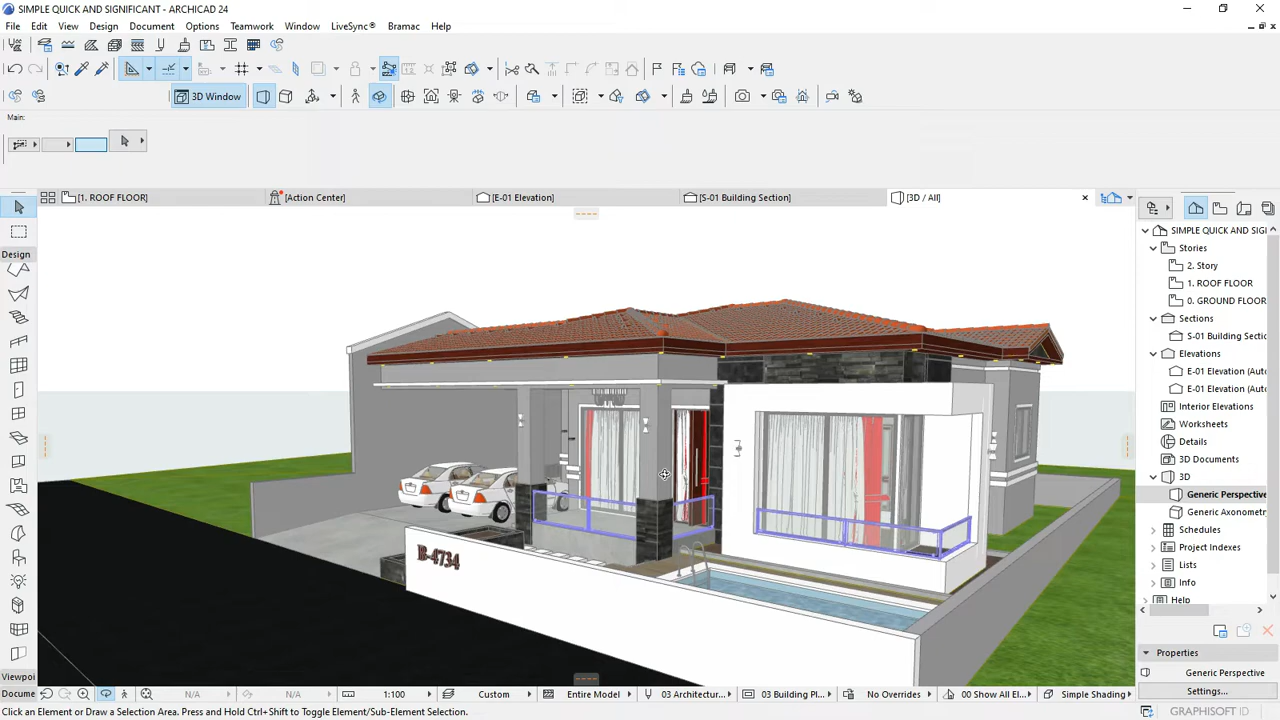 SIMPLE QUICK AND SIGNIFICANT - ARCHICAD 24
File Edit View Design Document Options Teamwork Window LiveSync® Bramac Help
3D Window
Main:
[1. ROOF FLOOR] [Action Center] [E-01 Elevation] [S-01 Building Section] [3D / All]
Design
SIMPLE QUICK AND SIG
Stories
2. Story
1. ROOF FLOOR
0. GROUND FLOOR
Sections
S-01 Building Sectio
Elevations
E-01 Elevation (Auto
E-01 Elevation (Auto
Interior Elevations
Worksheets
Details
3D Documents
3D
Generic Perspective
Generic Axonometr
Schedules
Project Indexes
Lists
Info
Help
B-4734
Properties
Generic Perspective
Settings...
Viewpoi
Docume N/A N/A 1:100 Custom Entire Model 03 Architectur... 03 Building Pl... No Overrides 00 Show All El... Simple Shading
Click an Element or Draw a Selection Area. Press and Hold Ctrl+Shift to Toggle Element/Sub-Element Selection.
GRAPHISOFT ID